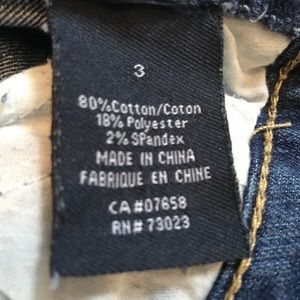 3
80%Cotton/Coton
18% Polyester
2% SPandex
MADE IN CHINA
FABRIQUE EN CHINE
CA#07658
RN# 73023